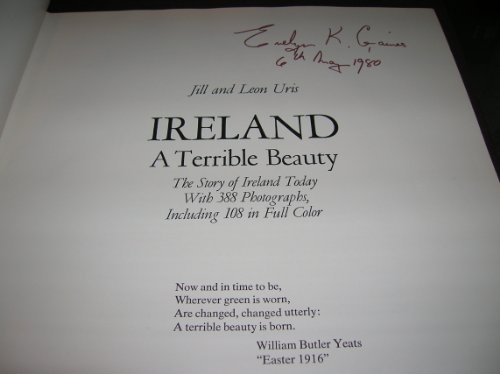 Evelyn K. Gaines
6th May 1980
Jill and Leon Uris
IRELAND
A Terrible Beauty
The Story of Ireland Today
With 388 Photographs,
Including 108 in Full Color
Now and in time to be,
Wherever green is worn,
Are changed, changed utterly:
A terrible beauty is born.
William Butler Yeats
"Easter 1916"